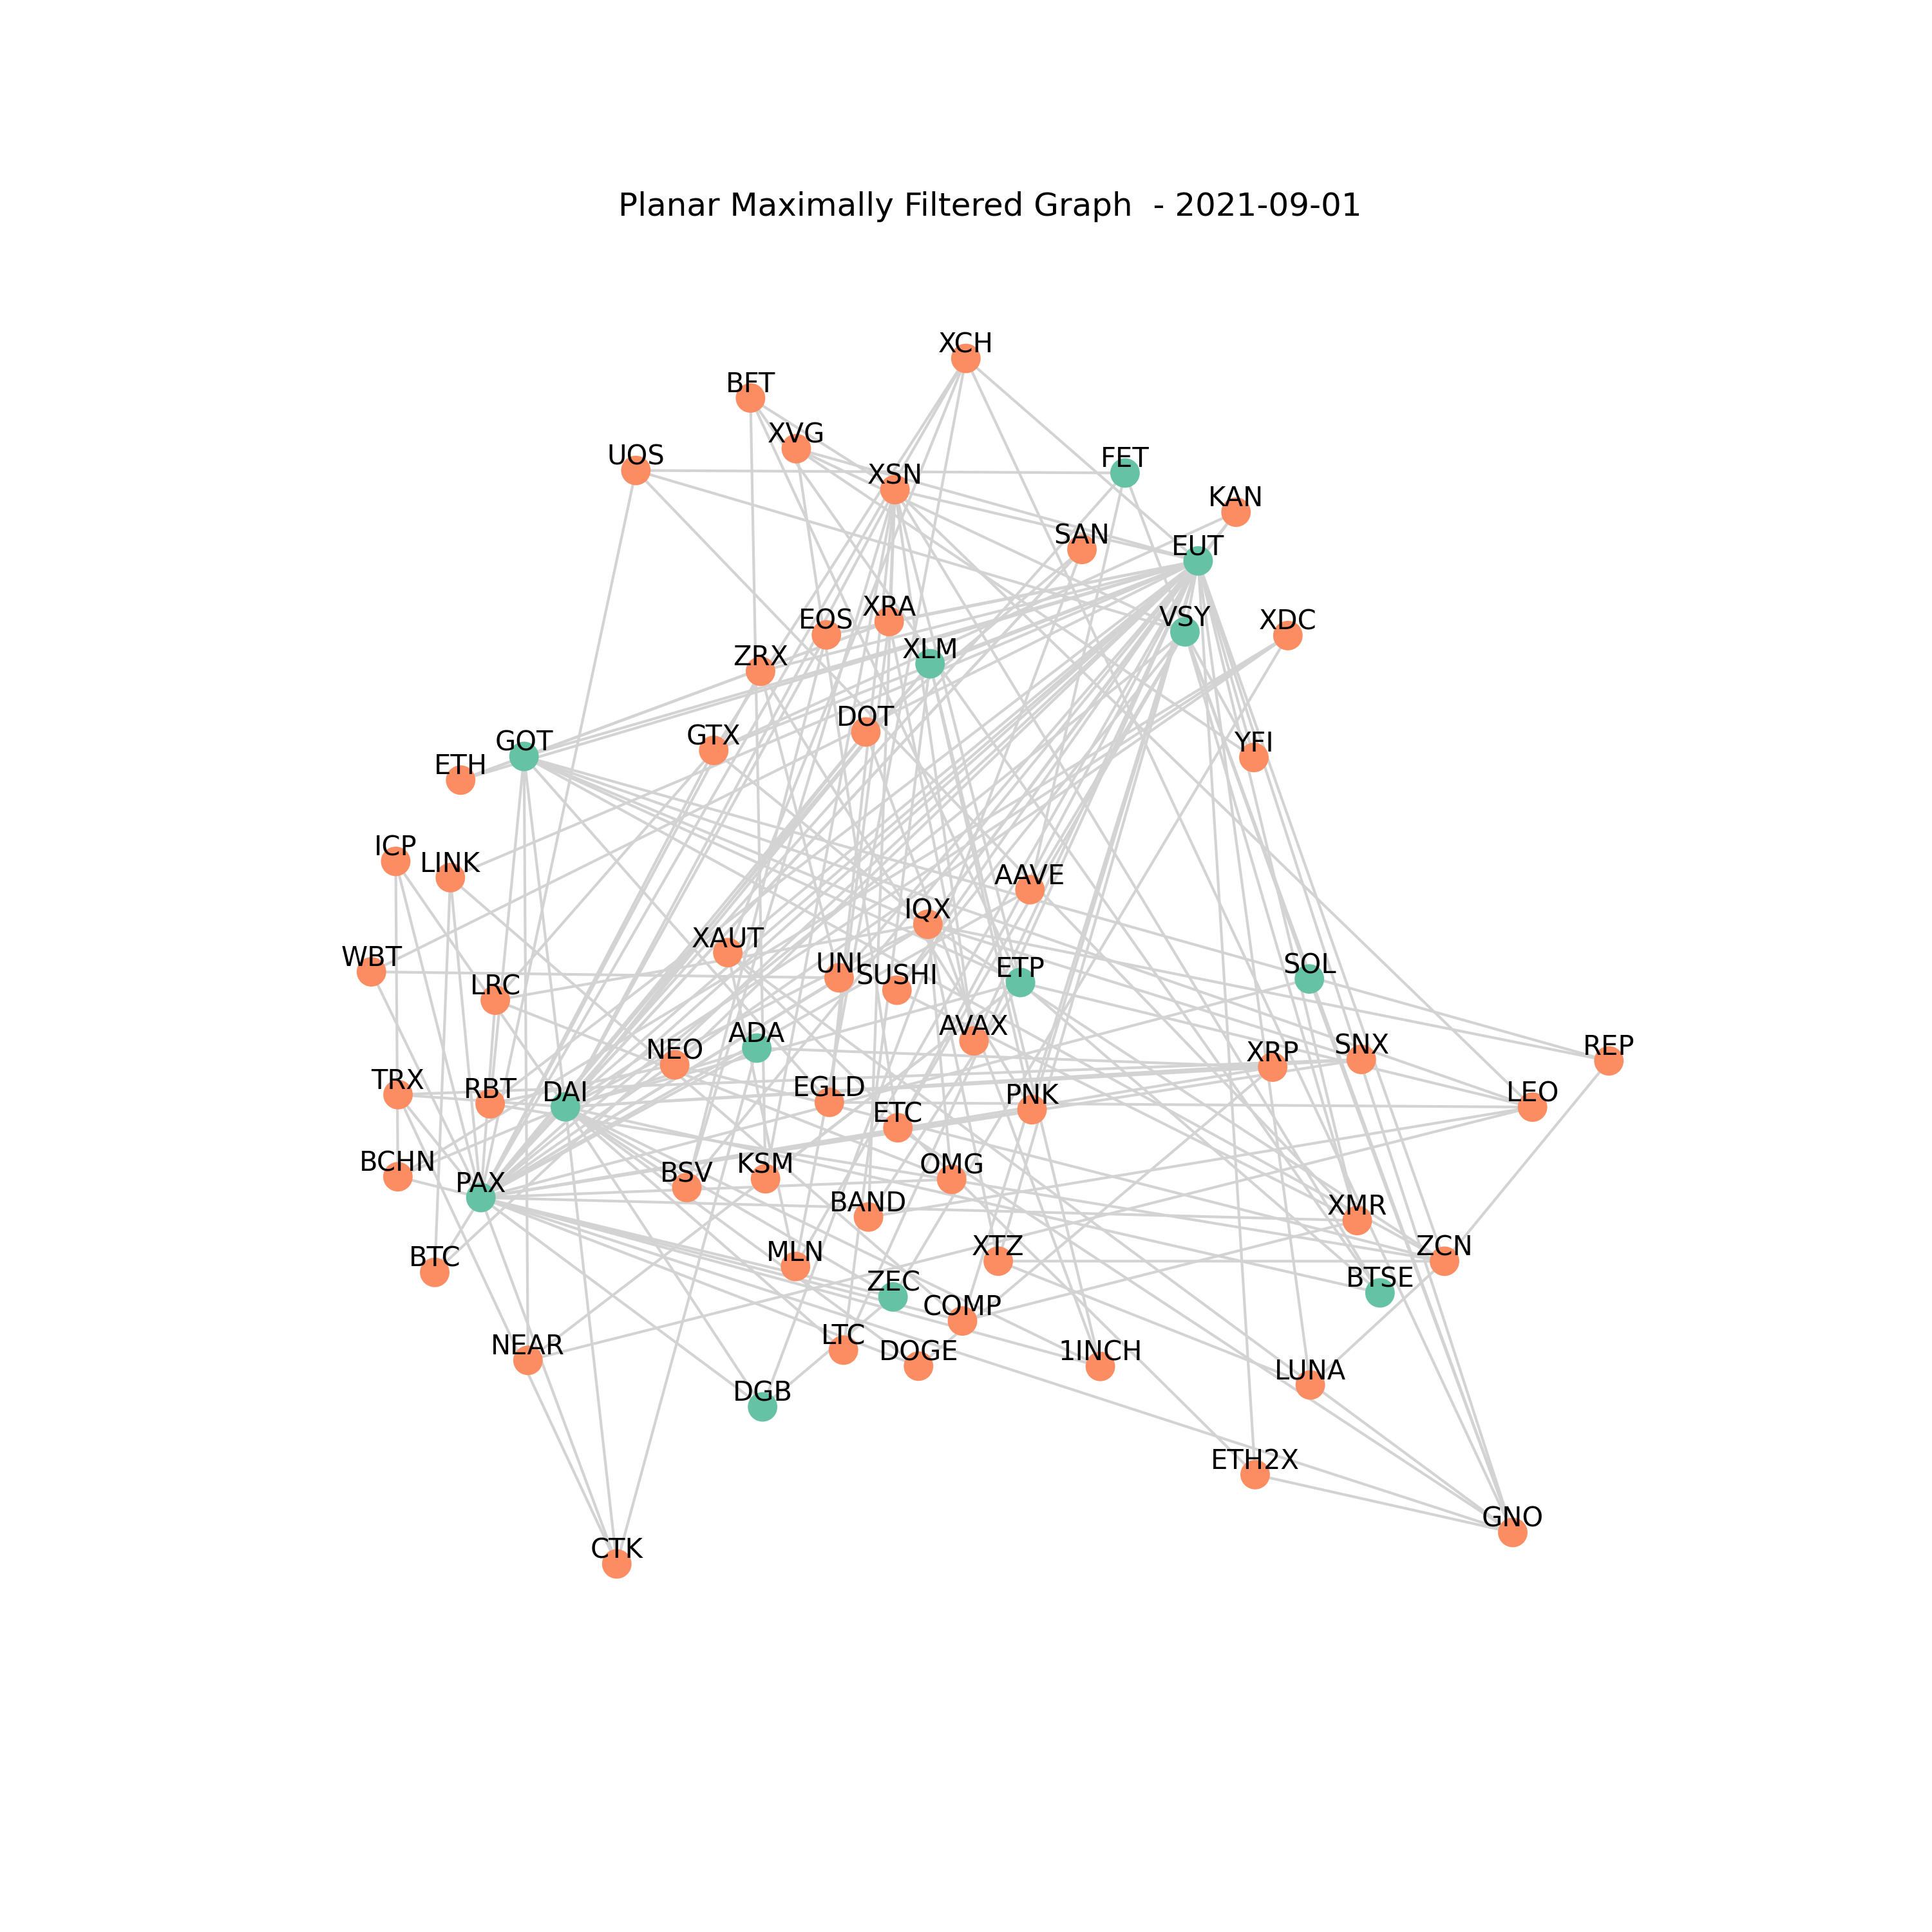 Planar Maximally Filtered Graph  - 2021-09-01
XCH
BFT
XVG
UOS
FET
XSN
KAN
SAN
EUT
XRA
EOS
VSY
XDC
XLM
ZRX
DOT
GTX
GOT
YFI
ETH
ICP
LINK
AAVE
IQX
XAUT
WBT
UNI
SUSHI
ETP
SOL
LRC
ADA
AVAX
NEO
XRP
SNX
REP
TRX
RBT
DAI
EGLD
PNK
LEO
ETC
BCHN
PAX
BSV
KSM
OMG
BAND
XMR
BTC
MLN
XTZ
ZCN
ZEC
BTSE
COMP
NEAR
LTC
DOGE
1INCH
LUNA
DGB
ETH2X
GNO
CTK